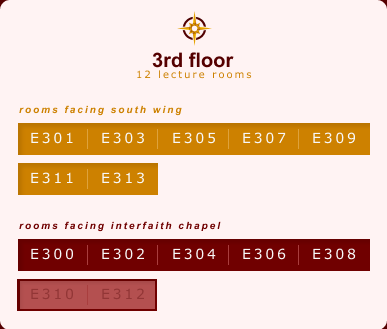 3rd floor
12 lecture rooms
rooms facing south wing
E301 E303 E305 E307 E309
E311 E313
rooms facing interfaith chapel
E300 E302 E304 E306 E308
E310 E312